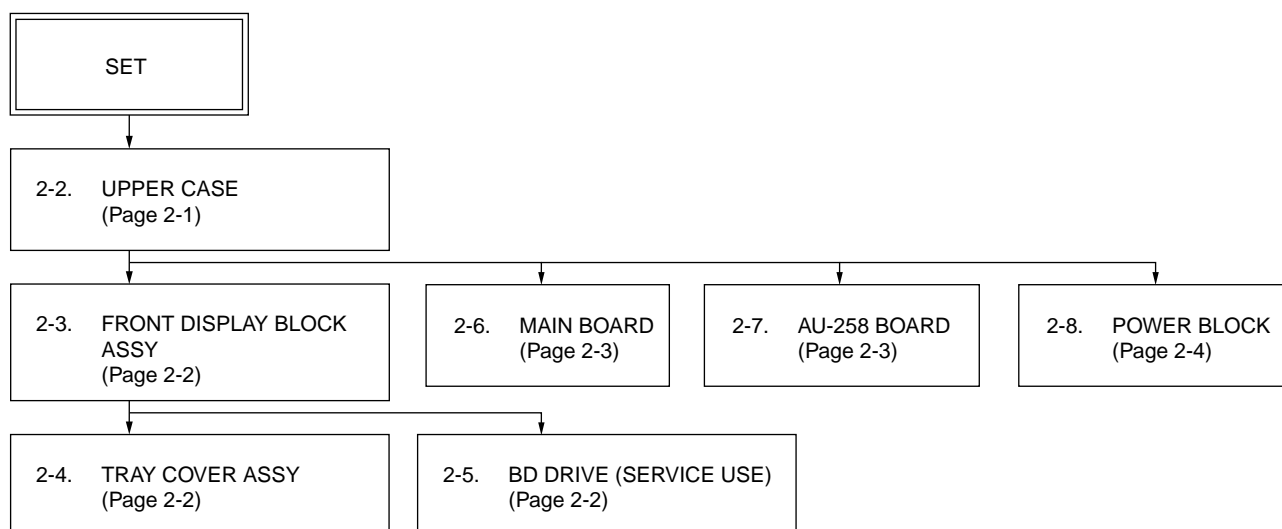 SET
2-2. UPPER CASE
(Page 2-1)
2-3. FRONT DISPLAY BLOCK
ASSY
(Page 2-2)
2-6. MAIN BOARD
(Page 2-3)
2-7. AU-258 BOARD
(Page 2-3)
2-8. POWER BLOCK
(Page 2-4)
2-4. TRAY COVER ASSY
(Page 2-2)
2-5. BD DRIVE (SERVICE USE)
(Page 2-2)